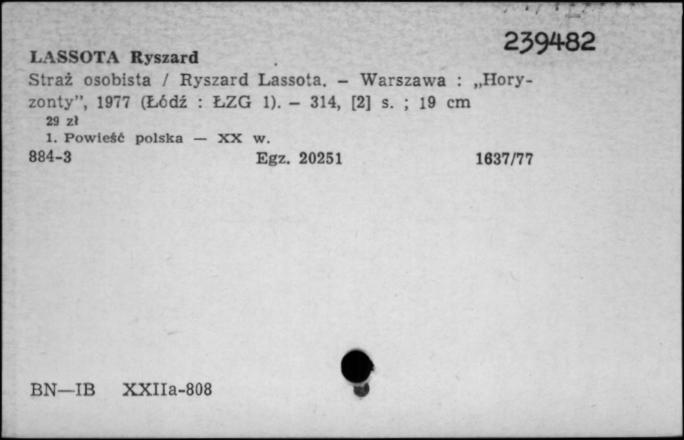 239482
LASSOTA Ryszard
Straż osobista / Ryszard Lassota. – Warszawa : „Hory-
zonty”, 1977 (Łódź : ŁZG 1). – 314, [2] s. ; 19 cm
29 zł
1. Powieść polska — XX w.
884-3 Egz. 20251 1637/77
BN—IB XXIIa-808